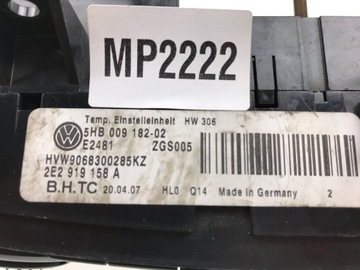 MP2222
Temp. Einstelleinheit HW 306
5HB 009 182-02
E2481 ZGS005
HVW9068300285KZ
2E2 919 158 A
B.H.TC 20.04.07 HL0 Q14 Made in Germany 2